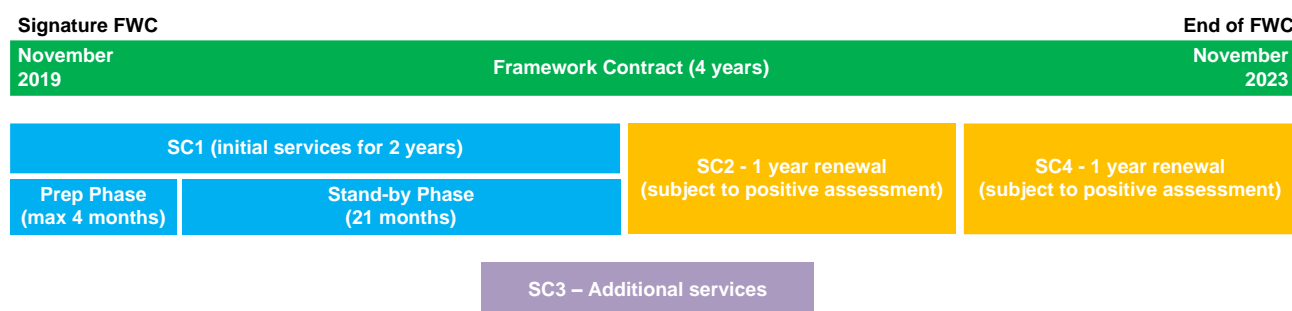 Signature FWC
End of FWC
November
2019
Framework Contract (4 years)
November
2023
SC1 (initial services for 2 years)
Prep Phase
(max 4 months)
Stand-by Phase
(21 months)
SC2 - 1 year renewal
(subject to positive assessment)
SC4 - 1 year renewal
(subject to positive assessment)
SC3 – Additional services